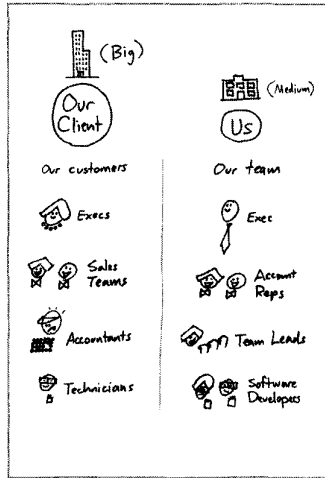 (Big)
Our
Client
(Medium)
Us
Our customers
Execs
Sales
Teams
Accountants
Technicians
Our team
Exec
Account
Reps
Team Leads
Software
Developers